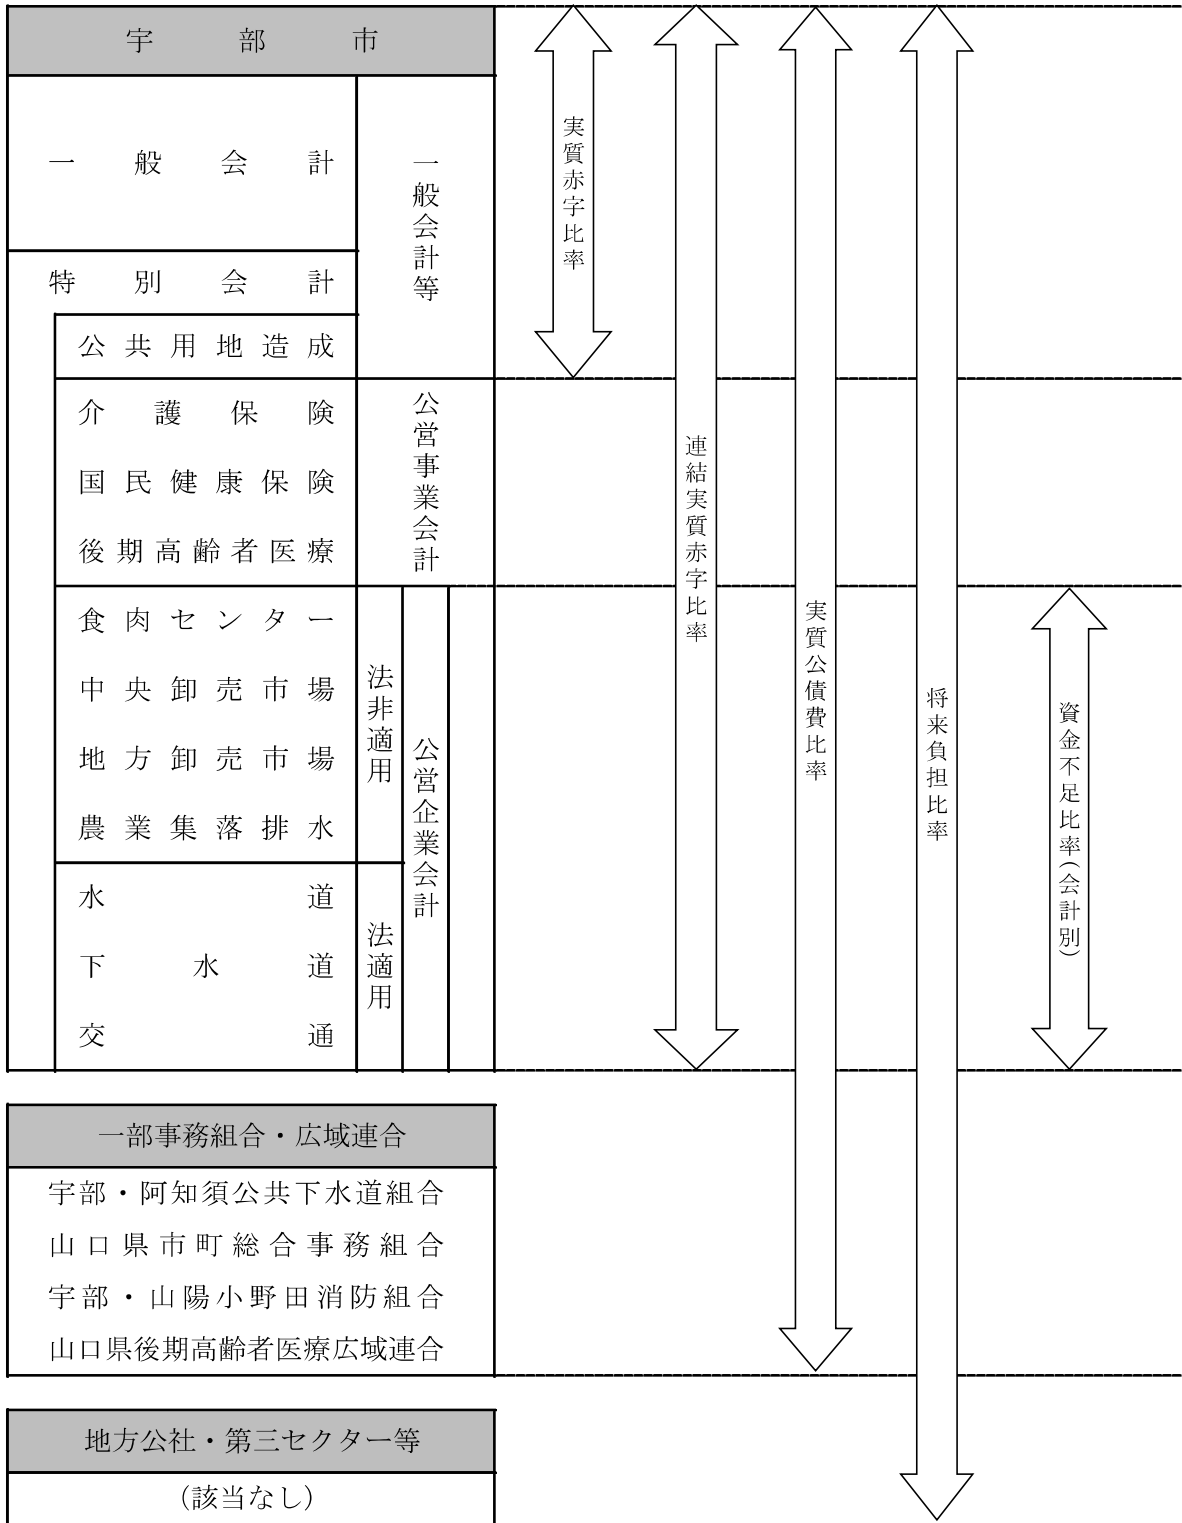 宇部市
一般会計
一般会計等
特別会計
公共用地造成
介護保険
国民健康保険
後期高齢者医療
公営事業会計
食肉センター
中央卸売市場
地方卸売市場
農業集落排水
法非適用
公営企業会計
水道
下水道
交通
法適用
実質赤字比率
連結実質赤字比率
実質公債費比率
将来負担比率
資金不足比率(会計別)
一部事務組合・広域連合
宇部・阿知須公共下水道組合
山口県市町総合事務組合
宇部・山陽小野田消防組合
山口県後期高齢者医療広域連合
地方公社・第三セクター等
(該当なし)